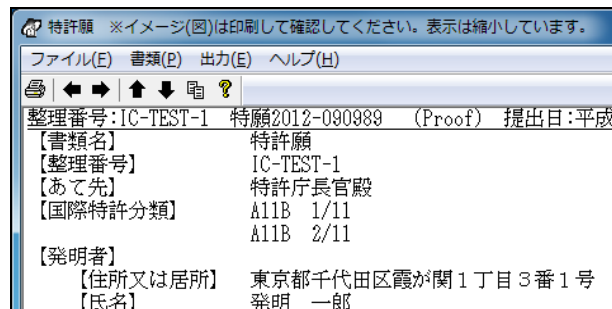 特許願 ※イメージ(図)は印刷して確認してください。表示は縮小しています。
ファイル(F) 書類(P) 出力(E) ヘルプ(H)
整理番号:IC-TEST-1 特願2012-090989 (Proof) 提出日:平成
【書類名】 特許願
【整理番号】 IC-TEST-1
【あて先】 特許庁長官殿
【国際特許分類】 A11B 1/11
A11B 2/11
【発明者】
【住所又は居所】 東京都千代田区霞が関1丁目3番1号
【氏名】 発明 一郎